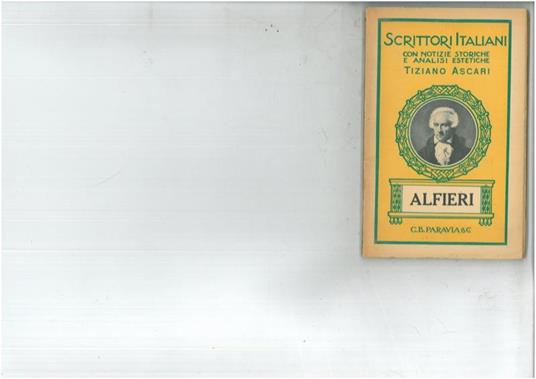 SCRITTORI ITALIANI
CON NOTIZIE STORICHE
E ANALISI ESTETICHE
TIZIANO ASCARI
ALFIERI
G.B. PARAVIA & C.